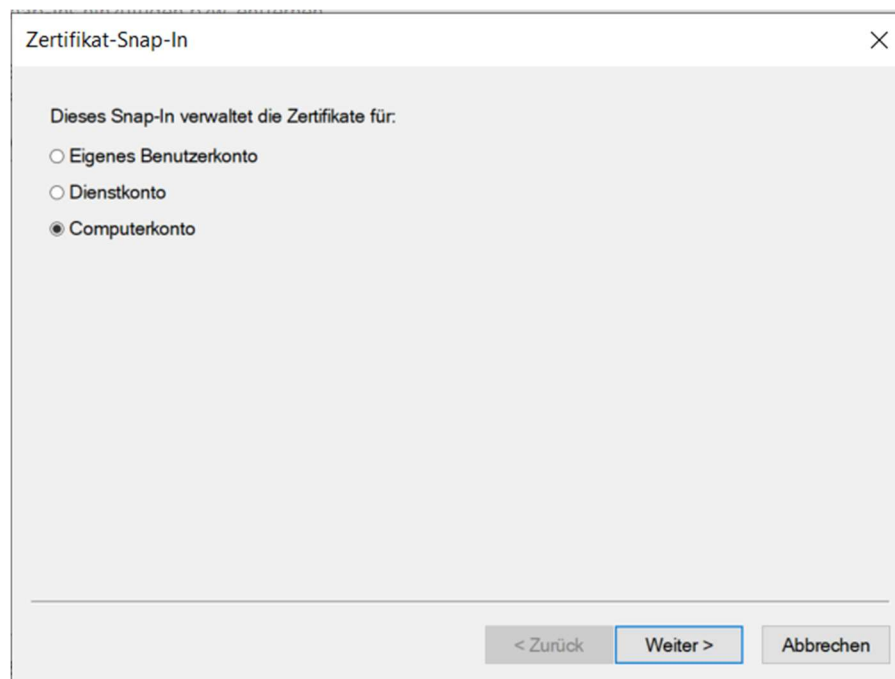 Zertifikat-Snap-In
Dieses Snap-In verwaltet die Zertifikate für:
Eigenes Benutzerkonto
Dienstkonto
Computerkonto
< Zurück Weiter > Abbrechen